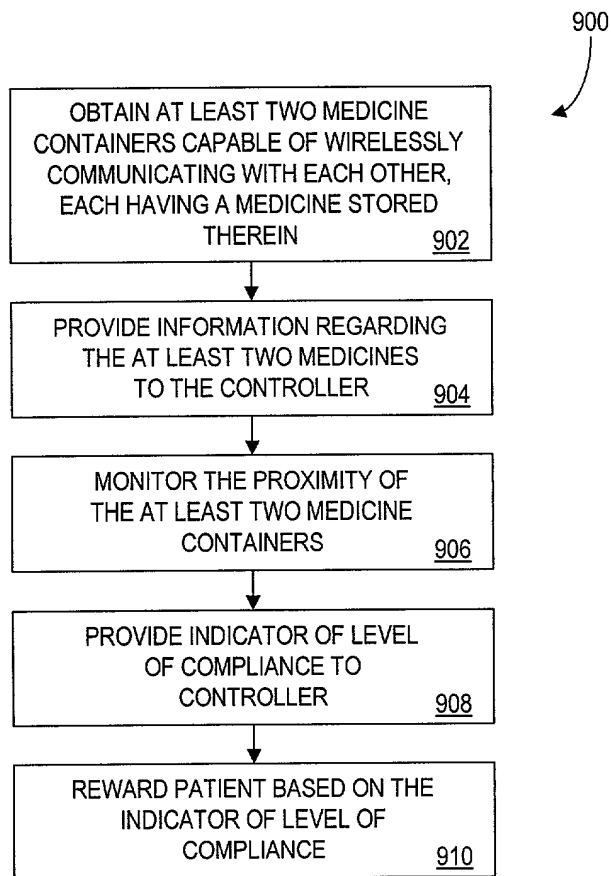 900
OBTAIN AT LEAST TWO MEDICINE
CONTAINERS CAPABLE OF WIRELESSLY
COMMUNICATING WITH EACH OTHER,
EACH HAVING A MEDICINE STORED
THEREIN
902
PROVIDE INFORMATION REGARDING
THE AT LEAST TWO MEDICINES
TO THE CONTROLLER
904
MONITOR THE PROXIMITY OF
THE AT LEAST TWO MEDICINE
CONTAINERS
906
PROVIDE INDICATOR OF LEVEL
OF COMPLIANCE TO
CONTROLLER
908
REWARD PATIENT BASED ON THE
INDICATOR OF LEVEL OF
COMPLIANCE
910